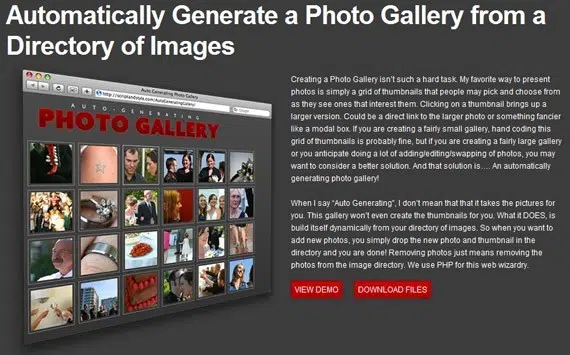 Automatically Generate a Photo Gallery from a
Directory of Images
Auto Generating Photo Gallery
http://scriptandstyle.com/AutoGeneratingGallery/
AUTO-GENERATING
PHOTO GALLERY
Creating a Photo Gallery isn't such a hard task. My favorite way to present
photos is simply a grid of thumbnails that people may pick and choose from
as they see ones that interest them. Clicking on a thumbnail brings up a
larger version. Could be a direct link to the larger photo or something fancier
like a modal box. If you are creating a fairly small gallery, hand coding this
grid of thumbnails is probably fine, but if you are creating a fairly large gallery
or you anticipate doing a lot of adding/editing/swapping of photos, you may
want to consider a better solution. And that solution is.... An automatically
generating photo gallery!
When I say "Auto Generating", I don't mean that that it takes the pictures for
you. This gallery won't even create the thumbnails for you. What it DOES, is
build itself dynamically from your directory of images. So when you want to
add new photos, you simply drop the new photo and thumbnail in the
directory and you are done! Removing photos just means removing the
photos from the image directory. We use PHP for this web wizardry.
VIEW DEMO
DOWNLOAD FILES